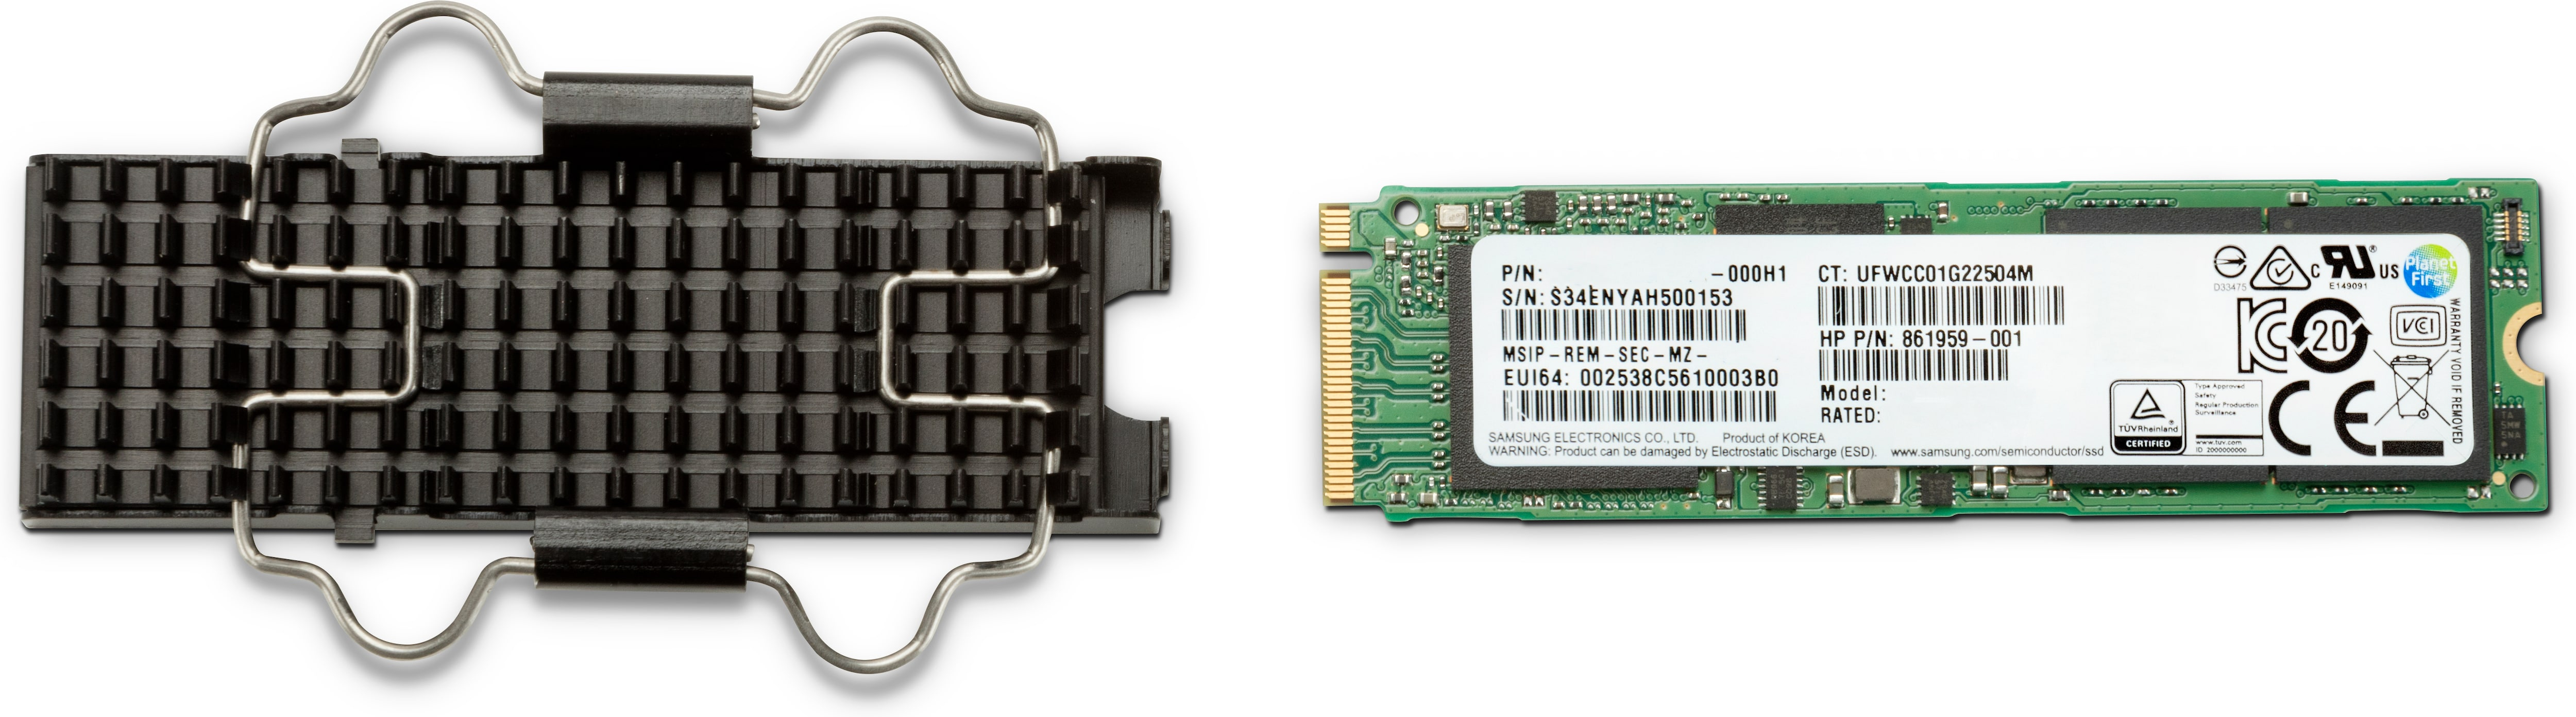 P/N: -000H1
S/N: S34ENYAH500153
MSIP-REM-SEC-MZ-
EUI64: 002538C5610003B0
CT: UFWCC01G22504M
HP P/N: 861959-001
Model:
RATED:
SAMSUNG ELECTRONICS CO., LTD. Product of KOREA
WARNING: Product can be damaged by Electrostatic Discharge (ESD). www.samsung.com/semiconductor/ssd
D33475
C UR ® US
E149091
Planet First
20
VCI
WARRANTY VOID IF REMOVED
TÜVRheinland ®
CERTIFIED
Type Approved
Safety
Regular Production
Surveillance
www.tuv.com
ID 2000000000
CE